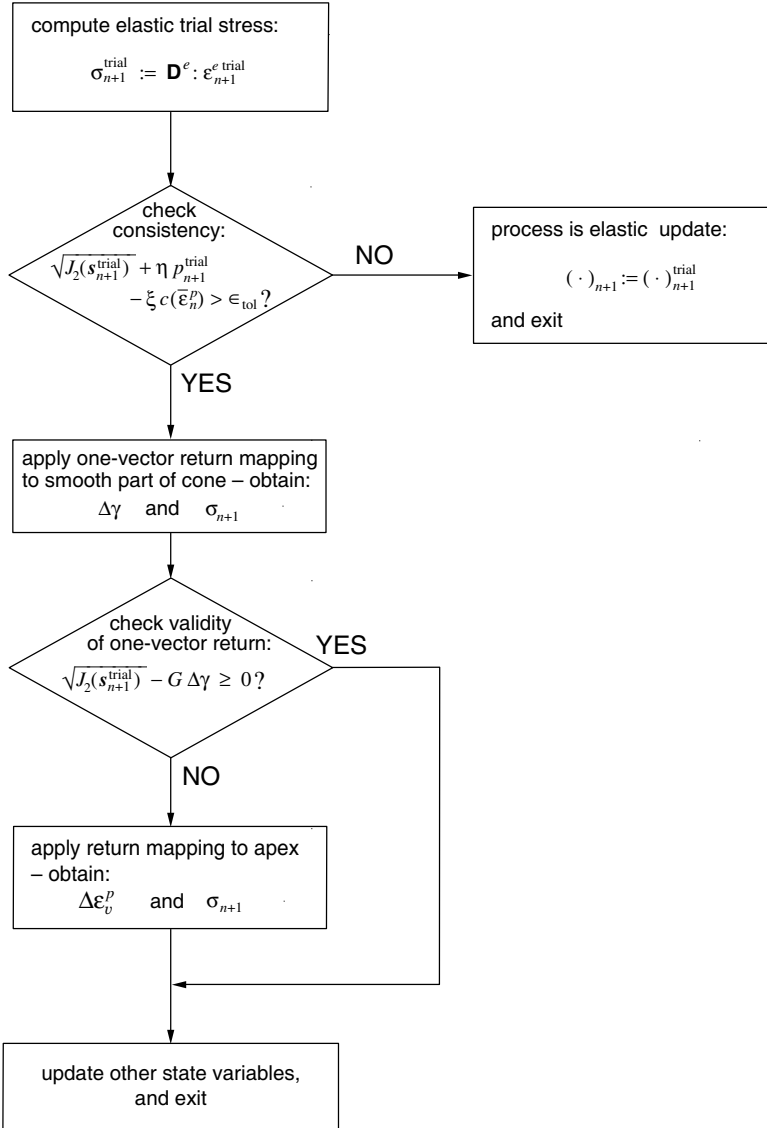 compute elastic trial stress:
σ_{n+1}^{trial} := D^e : ε_{n+1}^{e trial}
check
consistency:
√J₂(s_{n+1}^{trial}) + η p_{n+1}^{trial}
− ξ c(ε̄_n^p) > ∈_{tol} ?
NO
process is elastic update:
( · )_{n+1} := ( · )_{n+1}^{trial}
and exit
YES
apply one-vector return mapping
to smooth part of cone – obtain:
Δγ and σ_{n+1}
check validity
of one-vector return:
√J₂(s_{n+1}^{trial}) − G Δγ ≥ 0 ?
YES
NO
apply return mapping to apex
– obtain:
Δε_v^p and σ_{n+1}
update other state variables,
and exit